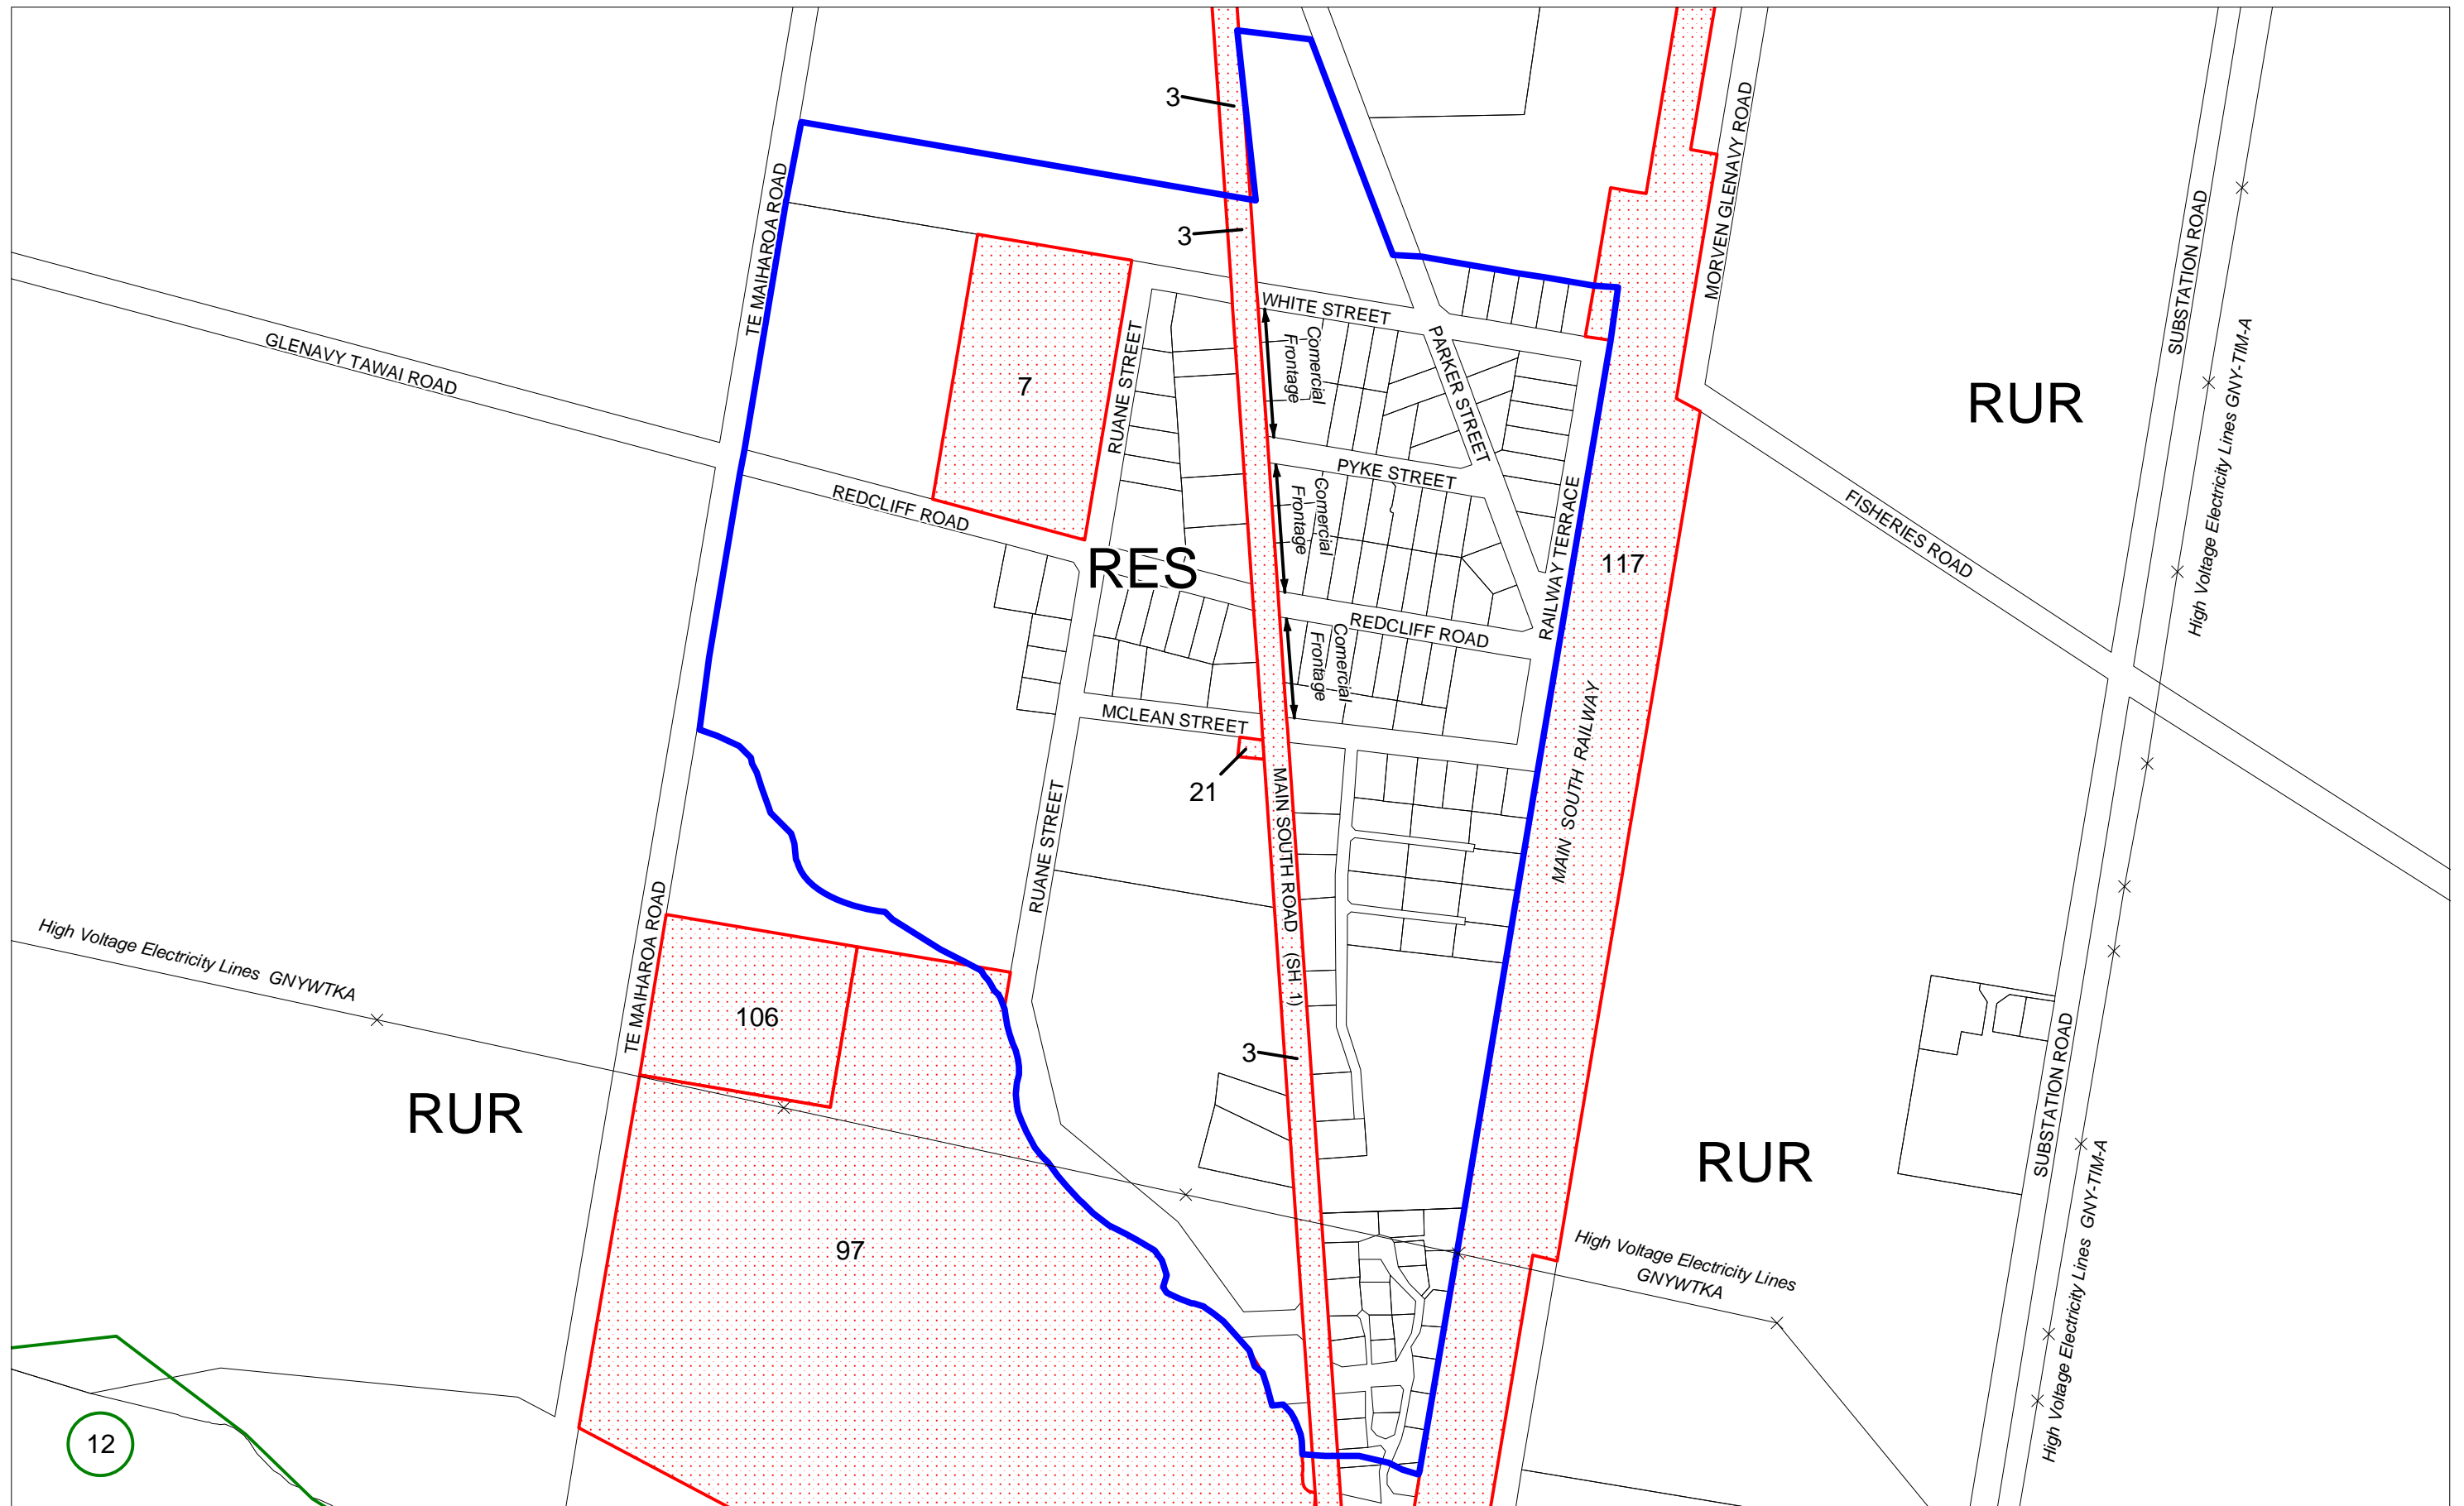 3
TE MAIHAROA ROAD
MORVEN GLENAVY ROAD
SUBSTATION ROAD
3
WHITE STREET
GLENAVY TAWAI ROAD
7
RUANE STREET
Comercial
Frontage
PARKER STREET
RUR
High Voltage Electricity Lines GNY-TIM-A
REDCLIFF ROAD
PYKE STREET
Comercial
Frontage
FISHERIES ROAD
RES
RAILWAY TERRACE
117
REDCLIFF ROAD
Comercial
Frontage
MCLEAN STREET
21
MAIN SOUTH RAILWAY
RUANE STREET
MAIN SOUTH ROAD (SH 1)
High Voltage Electricity Lines GNYWTKA
TE MAIHAROA ROAD
106
3
SUBSTATION ROAD
RUR
RUR
97
High Voltage Electricity Lines
GNYWTKA
High Voltage Electricity Lines GNY-TIM-A
12